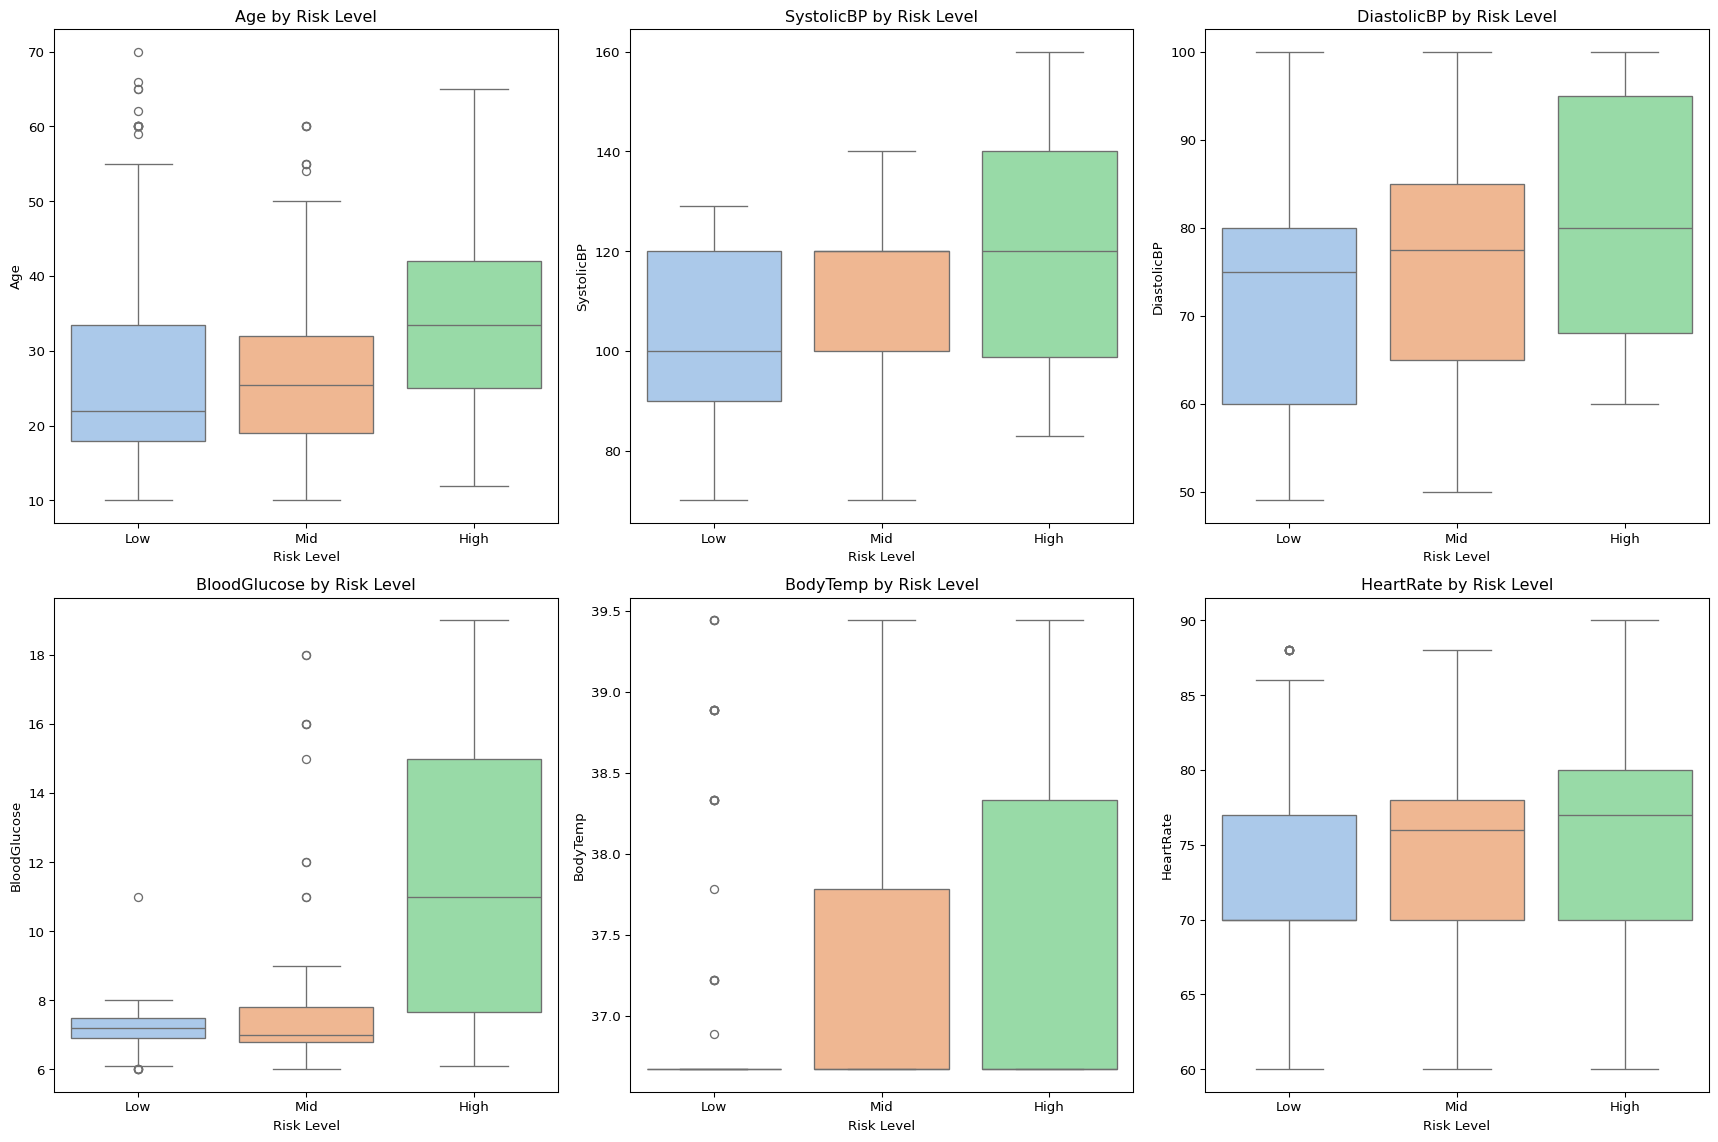 Age by Risk Level
SystolicBP by Risk Level
DiastolicBP by Risk Level
Age
70
60
50
40
30
20
10
Low
Mid
High
Risk Level
SystolicBP
160
140
120
100
80
Low
Mid
High
Risk Level
DiastolicBP
100
90
80
70
60
50
Low
Mid
High
Risk Level
BloodGlucose by Risk Level
BodyTemp by Risk Level
HeartRate by Risk Level
BloodGlucose
18
16
14
12
10
8
6
Low
Mid
High
Risk Level
BodyTemp
39.5
39.0
38.5
38.0
37.5
37.0
Low
Mid
High
Risk Level
HeartRate
90
85
80
75
70
65
60
Low
Mid
High
Risk Level